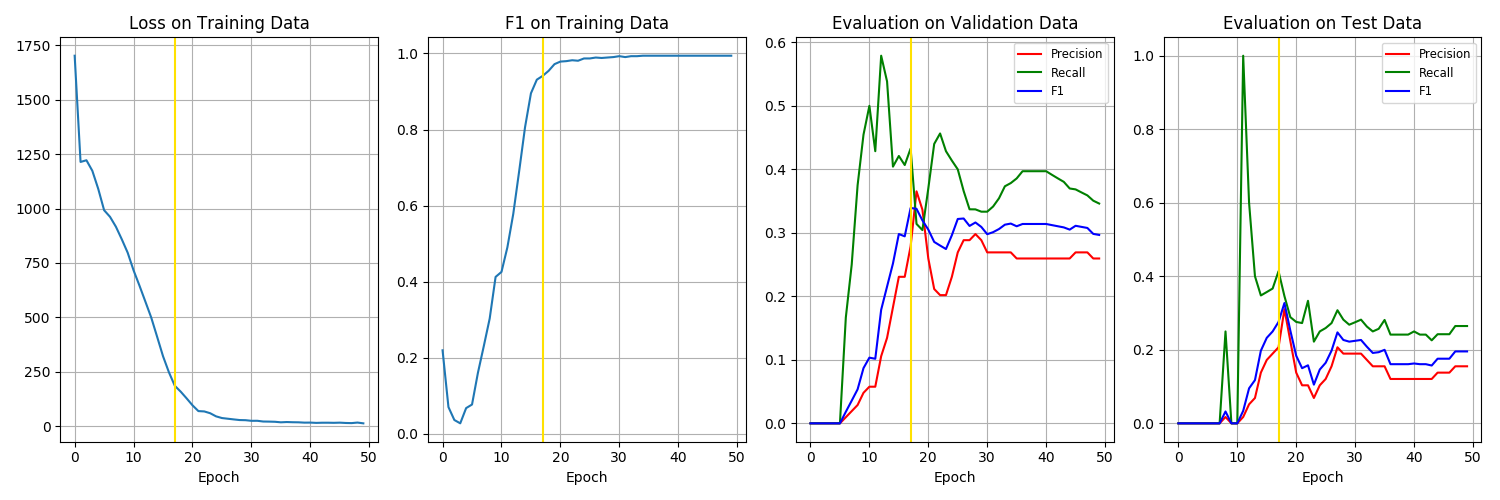 Loss on Training Data
1750
1500
1250
1000
750
500
250
0
0 10 20 30 40 50
Epoch
F1 on Training Data
1.0
0.8
0.6
0.4
0.2
0.0
0 10 20 30 40 50
Epoch
Evaluation on Validation Data
0.6
0.5
0.4
0.3
0.2
0.1
0.0
Precision
Recall
F1
0 10 20 30 40 50
Epoch
Evaluation on Test Data
1.0
0.8
0.6
0.4
0.2
0.0
Precision
Recall
F1
0 10 20 30 40 50
Epoch